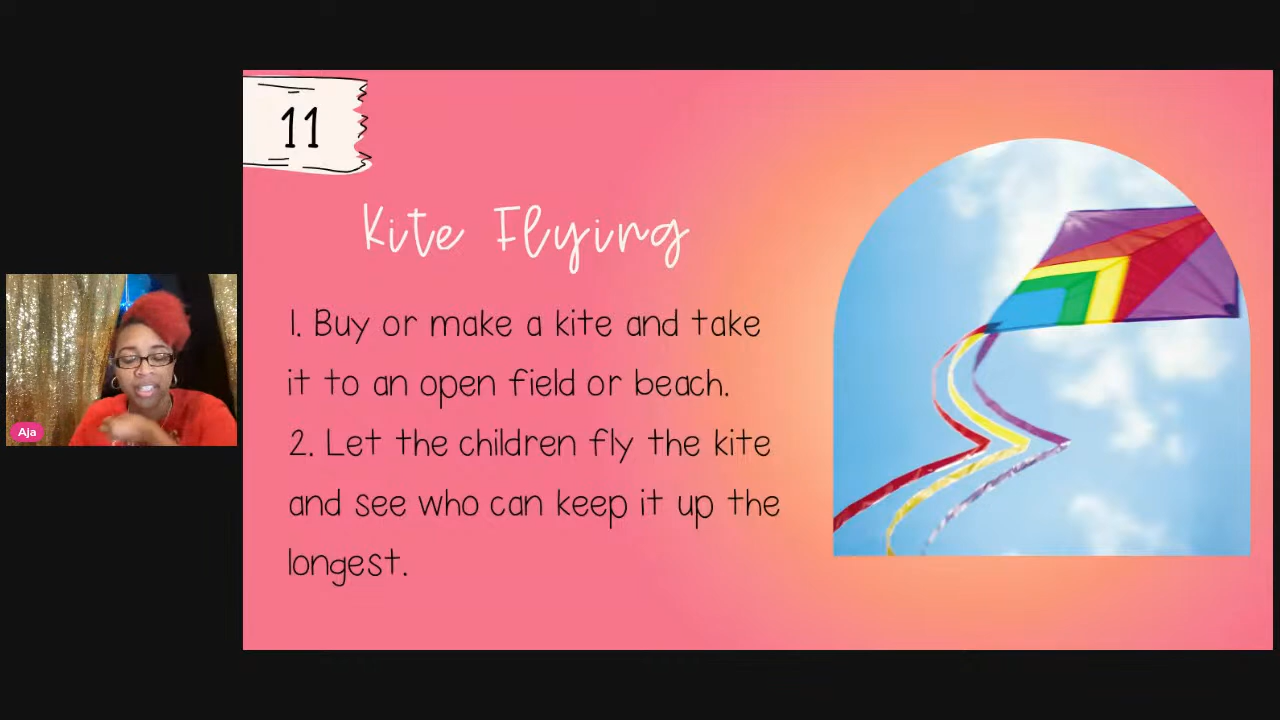 11
Kite Flying
1. Buy or make a kite and take
it to an open field or beach.
2. Let the children fly the kite
and see who can keep it up the
longest.
Aja